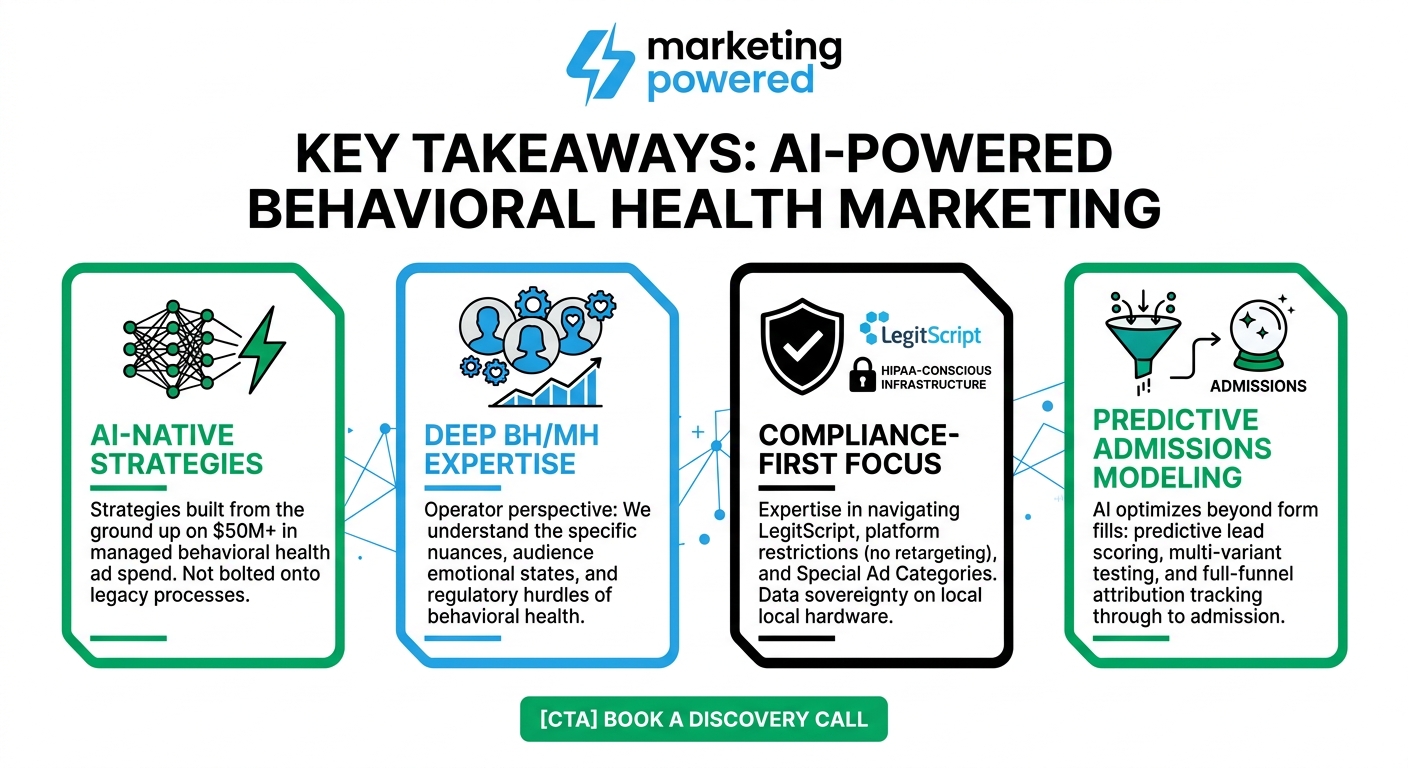 marketing
powered
KEY TAKEAWAYS: AI-POWERED
BEHAVIORAL HEALTH MARKETING
AI-NATIVE
STRATEGIES
Strategies built from the
ground up on $50M+ in
managed behavioral health
ad spend. Not bolted onto
legacy processes.
DEEP BH/MH
EXPERTISE
Operator perspective: We
understand the specific
nuances, audience
emotional states, and
regulatory hurdles of
behavioral health.
LegitScript
HIPAA-CONSCIOUS
INFRASTRUCTURE
COMPLIANCE-
FIRST FOCUS
Expertise in navigating
LegitScript, platform
restrictions (no retargeting),
and Special Ad Categories.
Data sovereignty on local
local hardware.
ADMISSIONS
PREDICTIVE
ADMISSIONS
MODELING
AI optimizes beyond form
fills: predictive lead
scoring, multi-variant
testing, and full-funnel
attribution tracking
through to admission.
[CTA] BOOK A DISCOVERY CALL